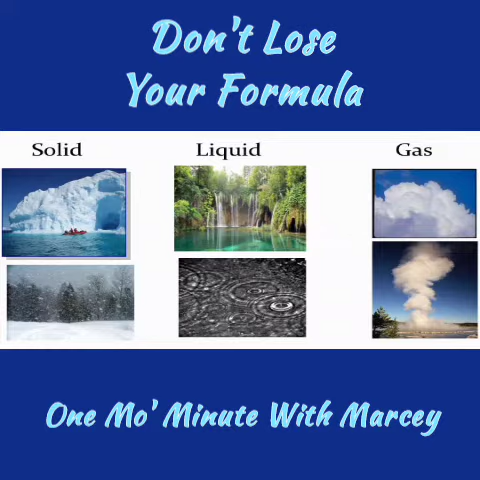 Don't Lose
Your Formula
Solid Liquid Gas
One Mo' Minute With Marcey